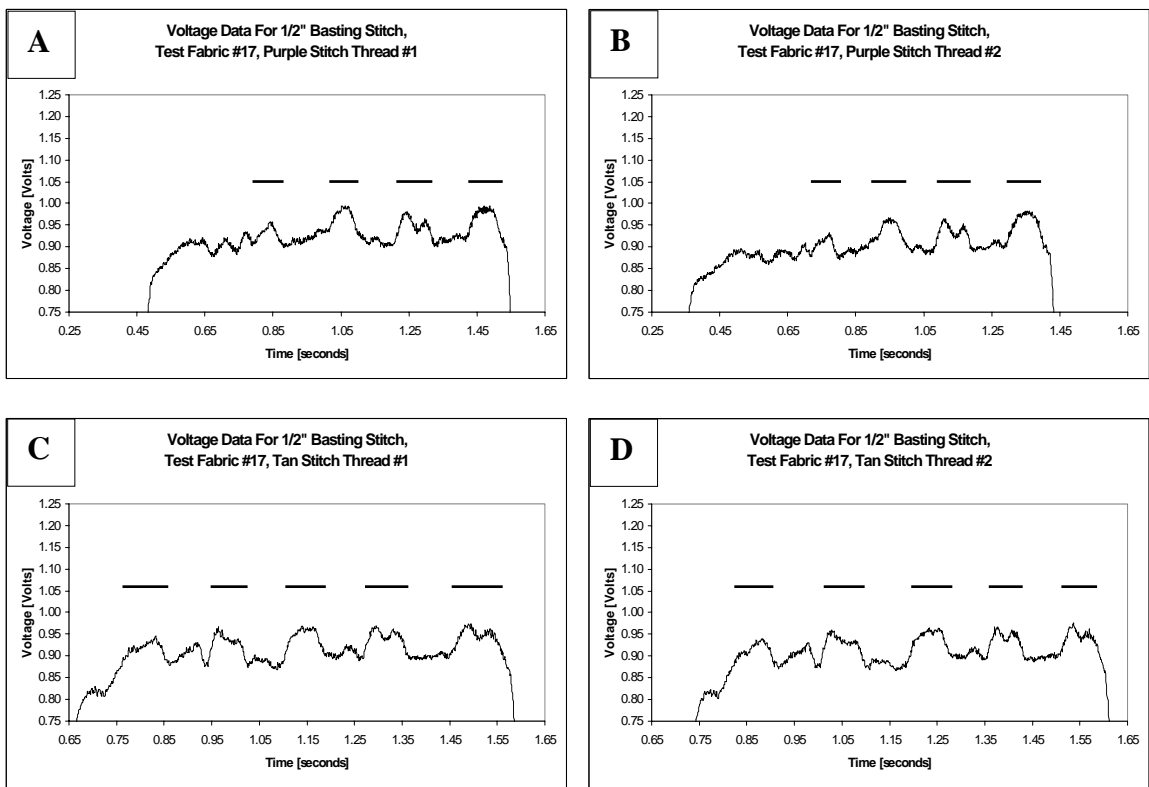 A
Voltage Data For 1/2" Basting Stitch,
Test Fabric #17, Purple Stitch Thread #1
Voltage [Volts]
1.25
1.20
1.15
1.10
1.05
1.00
0.95
0.90
0.85
0.80
0.75
0.25 0.45 0.65 0.85 1.05 1.25 1.45 1.65
Time [seconds]
B
Voltage Data For 1/2" Basting Stitch,
Test Fabric #17, Purple Stitch Thread #2
Voltage [Volts]
1.25
1.20
1.15
1.10
1.05
1.00
0.95
0.90
0.85
0.80
0.75
0.25 0.45 0.65 0.85 1.05 1.25 1.45 1.65
Time [seconds]
C
Voltage Data For 1/2" Basting Stitch,
Test Fabric #17, Tan Stitch Thread #1
Voltage [Volts]
1.25
1.20
1.15
1.10
1.05
1.00
0.95
0.90
0.85
0.80
0.75
0.65 0.75 0.85 0.95 1.05 1.15 1.25 1.35 1.45 1.55 1.65
Time [seconds]
D
Voltage Data For 1/2" Basting Stitch,
Test Fabric #17, Tan Stitch Thread #2
Voltage [Volts]
1.25
1.20
1.15
1.10
1.05
1.00
0.95
0.90
0.85
0.80
0.75
0.65 0.75 0.85 0.95 1.05 1.15 1.25 1.35 1.45 1.55 1.65
Time [seconds]